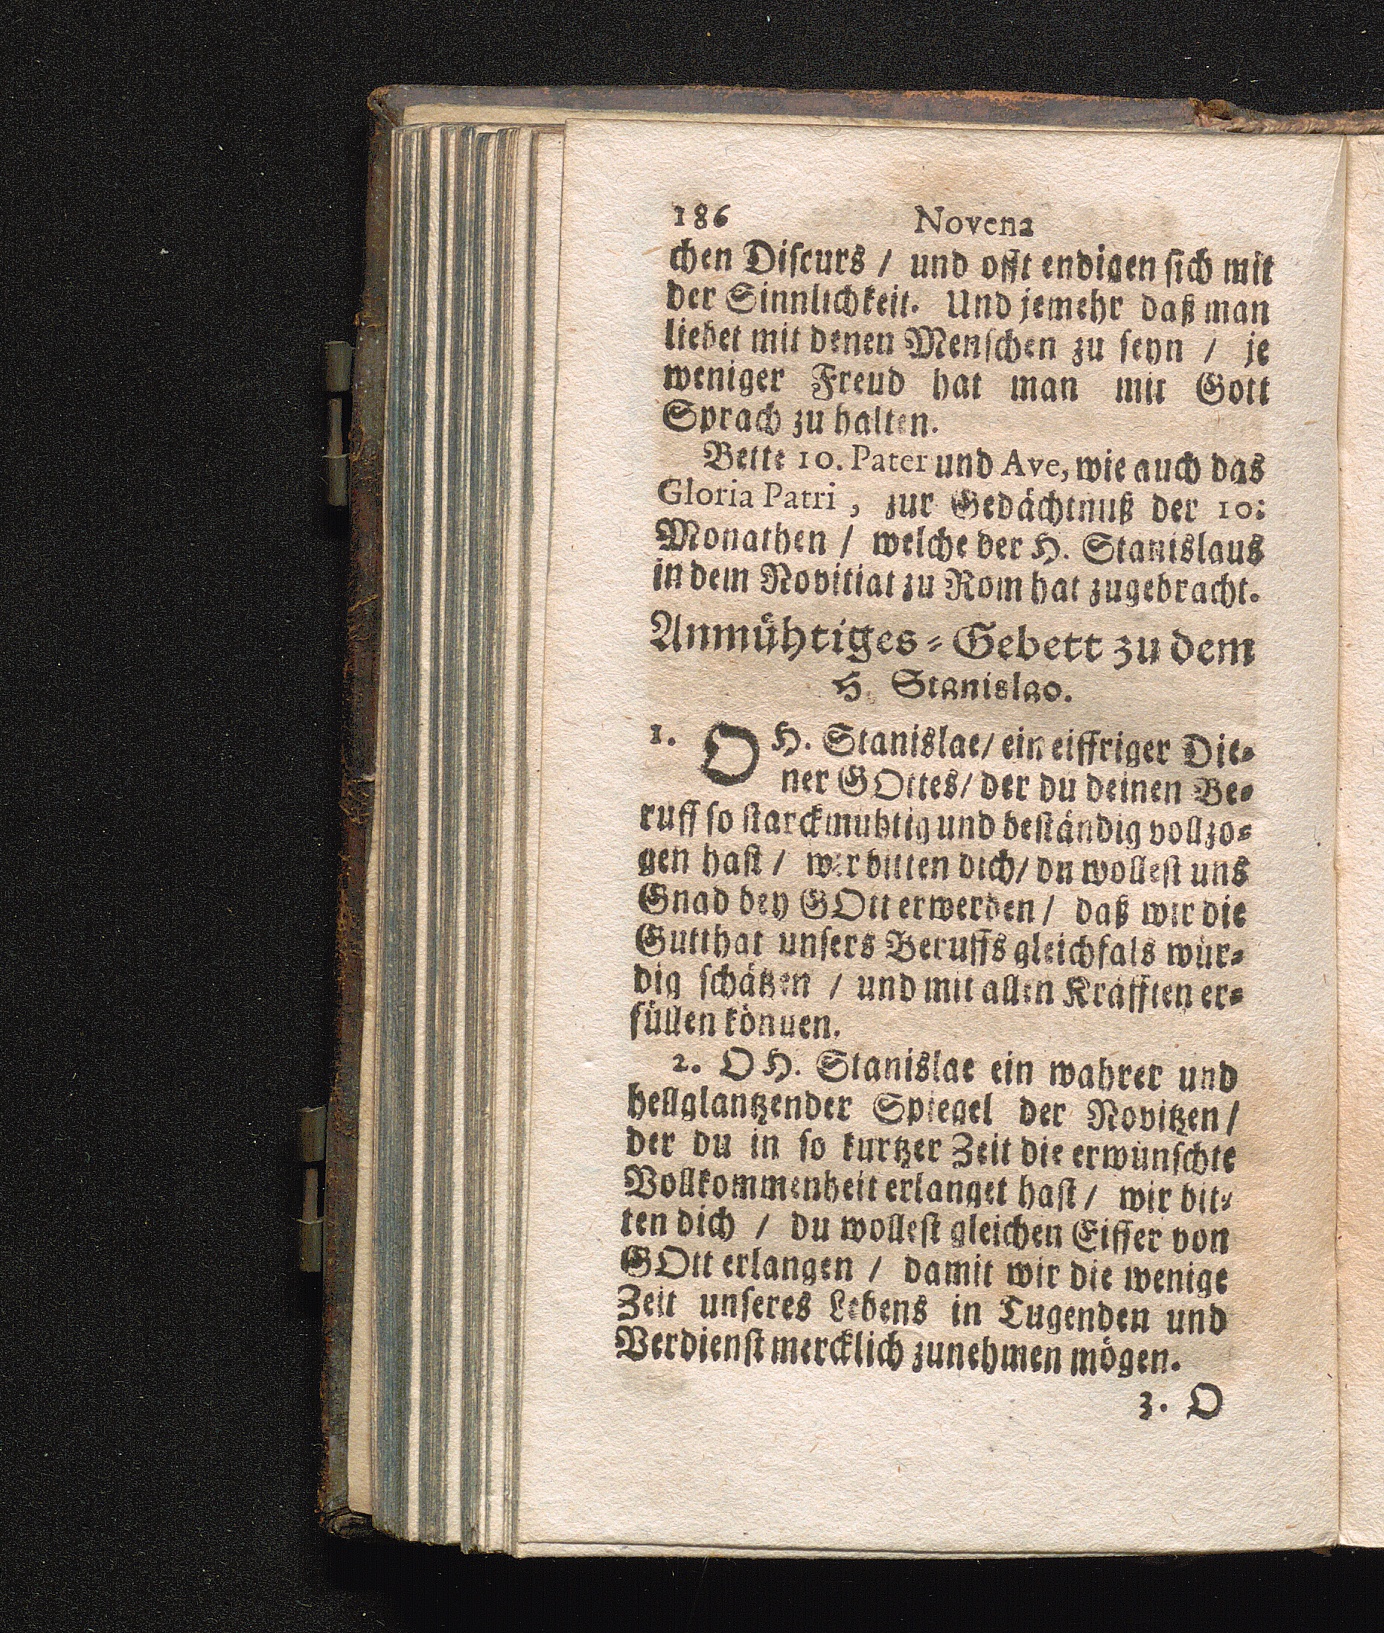 186 Novena
chen Diſcurs / und offt endigen ſich mit
der Sinnlichkeit. Und jemehr daß man
liebet mit denen Menſchen zu ſeyn / je
weniger Freud hat man mit Gott
Sprach zu halten.
Bette 10. Pater und Ave, wie auch das
Gloria Patri, zur Gedächtnuß der 10:
Monathen / welche der H. Stanislaus
in dem Novitiat zu Rom hat zugebracht.
Anmühtiges-Gebett zu dem
H. Stanislao.
1. O H. Stanislae / ein eiffriger Die-
ner GOttes / der du deinen Be-
ruff ſo ſtarckmuhtig und beſtändig vollzo-
gen haſt / wir bitten dich / du wolleſt uns
Gnad bey GOtt erwerben / daß wir die
Gutthat unſers Beruffs gleichfals wür-
dig ſchätzen / und mit allen Kräfften er-
füllen können.
2. O H. Stanislae ein wahrer und
hellglantzender Spiegel der Novitzen /
der du in ſo kurtzer Zeit die erwünſchte
Vollkommenheit erlanget haſt / wir bit-
ten dich / du wolleſt gleichen Eiffer von
GOtt erlangen / damit wir die wenige
Zeit unſeres Lebens in Tugenden und
Verdienſt mercklich zunehmen mögen.
3. O